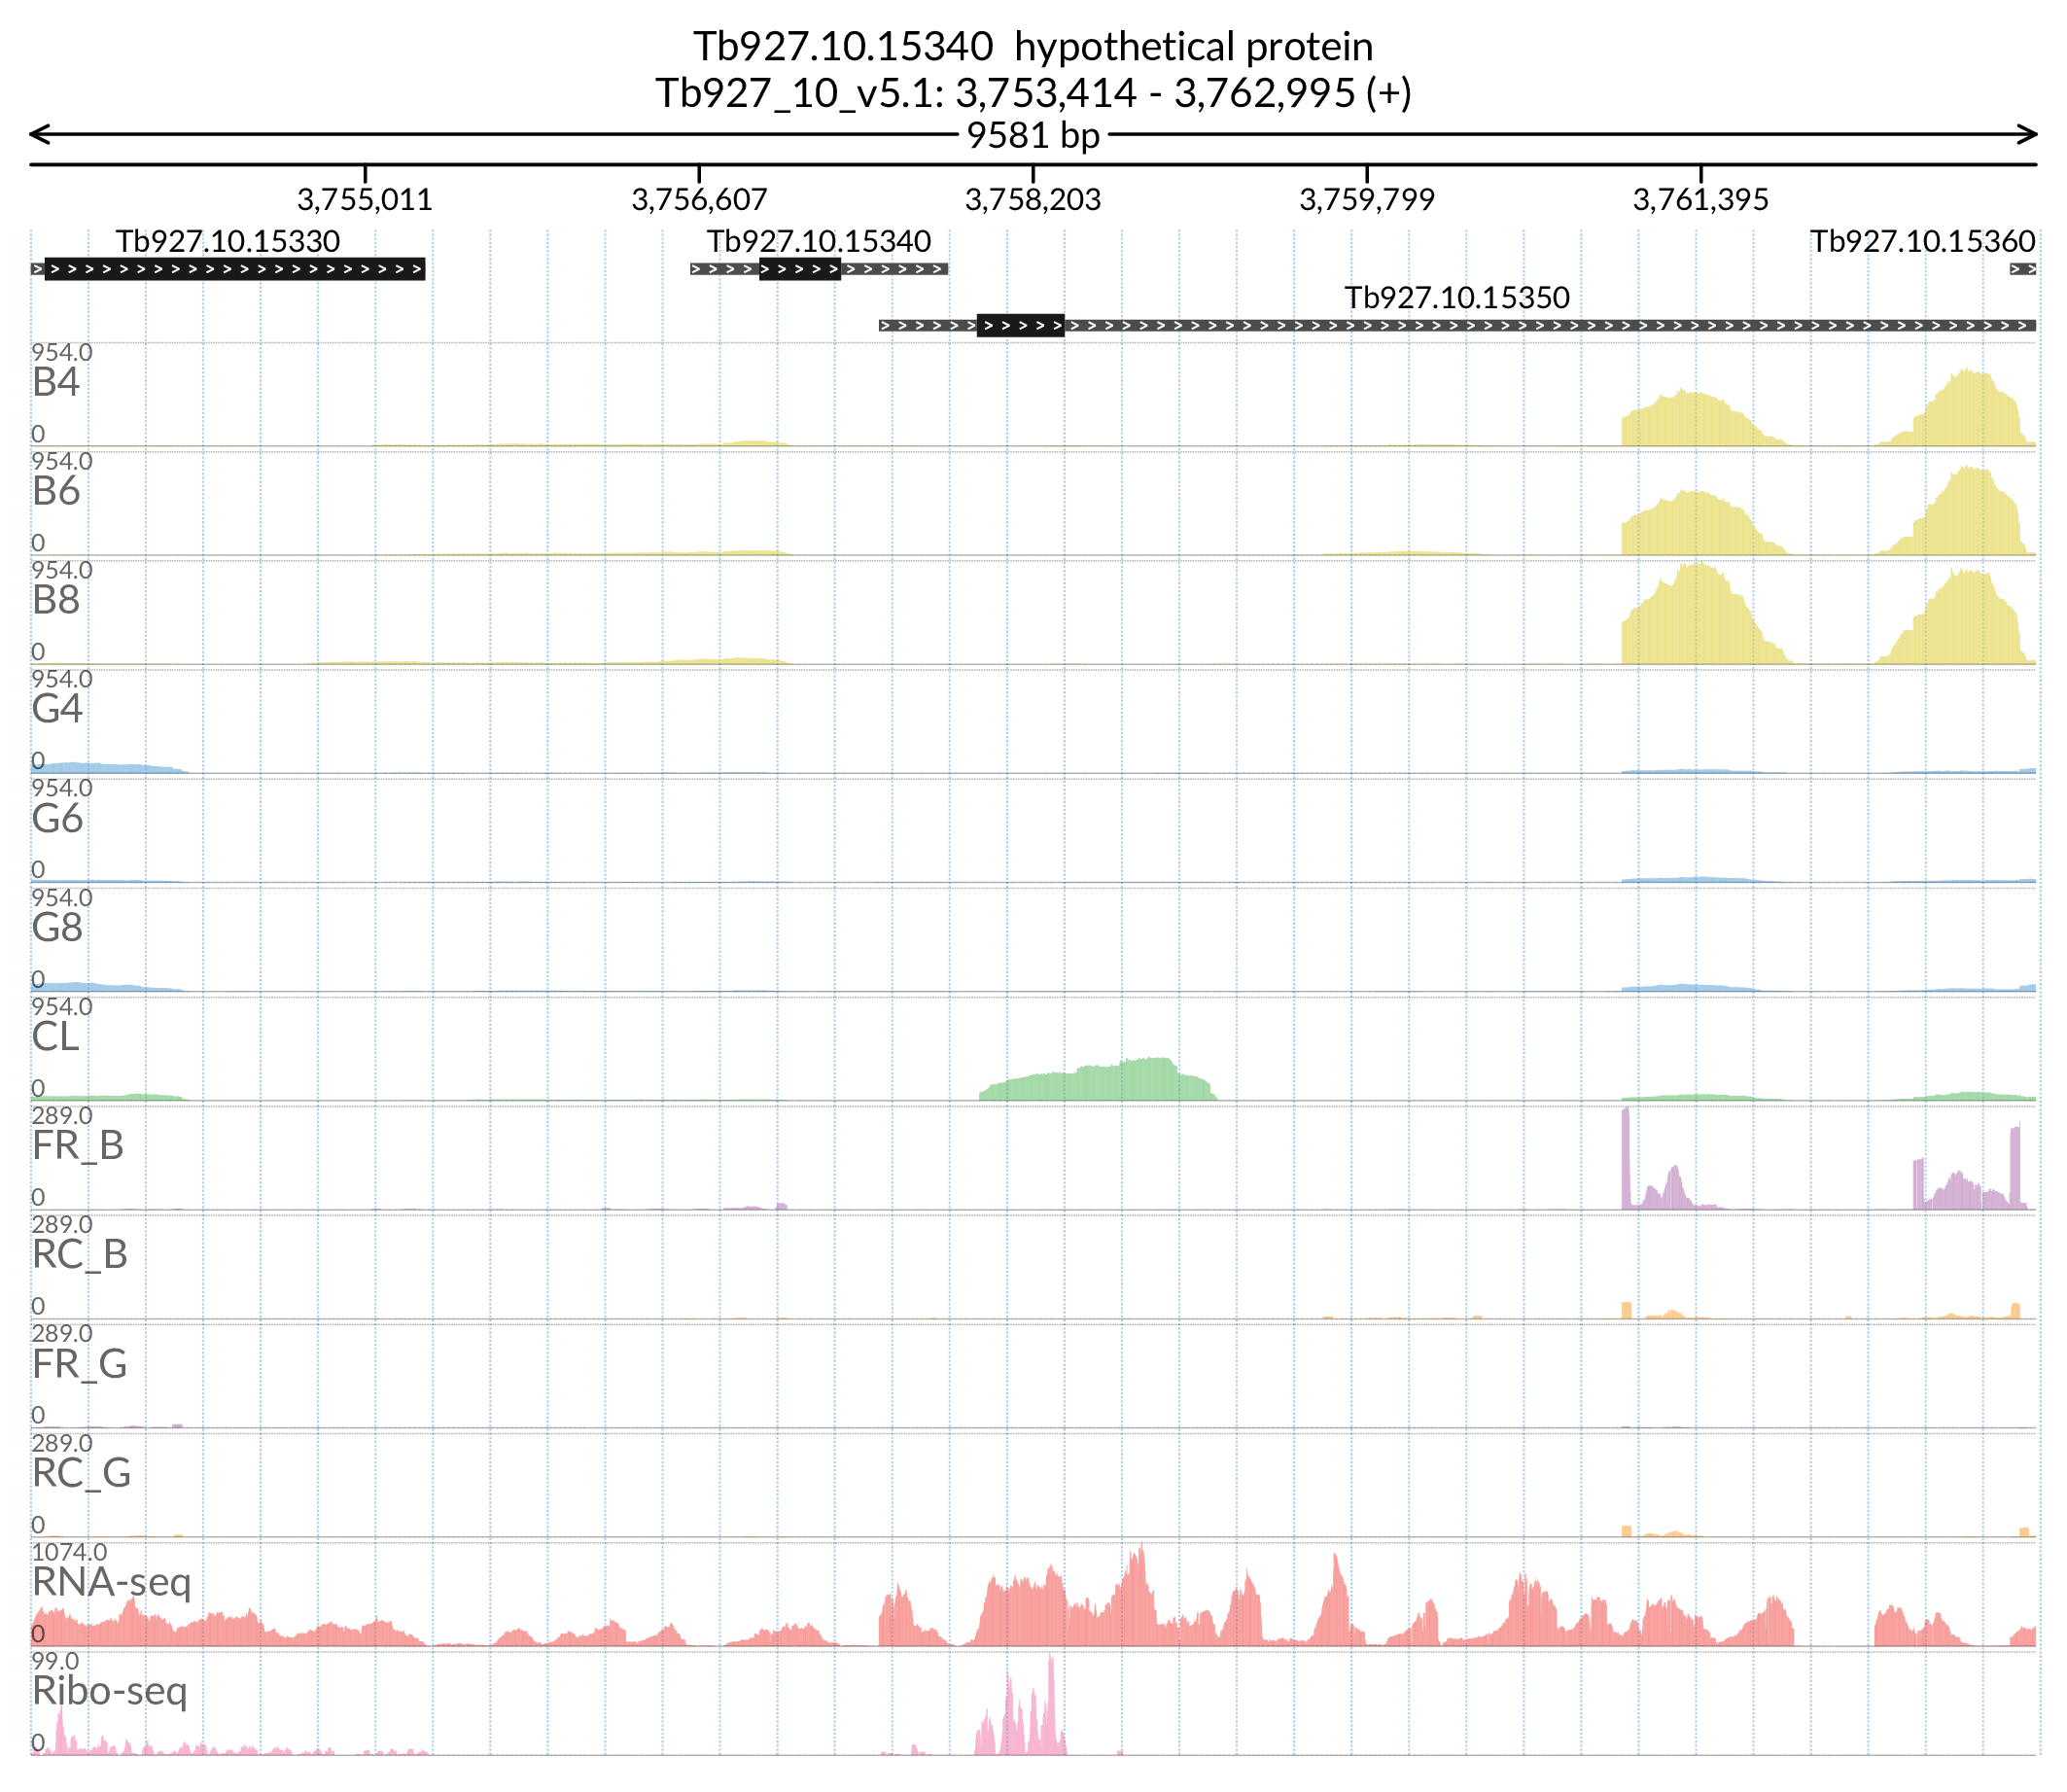 Tb927.10.15340  hypothetical protein
Tb927_10_v5.1: 3,753,414 - 3,762,995 (+)
9581 bp
3,755,011 3,756,607 3,758,203 3,759,799 3,761,395
Tb927.10.15330 Tb927.10.15340 Tb927.10.15360
Tb927.10.15350
954.0
B4
0
954.0
B6
0
954.0
B8
0
954.0
G4
0
954.0
G6
0
954.0
G8
0
954.0
CL
0
289.0
FR_B
0
289.0
RC_B
0
289.0
FR_G
0
289.0
RC_G
0
1074.0
RNA-seq
0
99.0
Ribo-seq
0